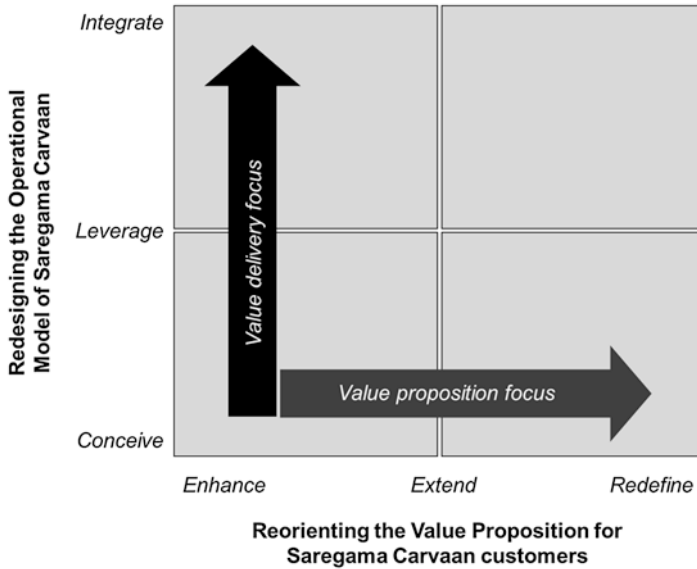 Integrate
Redesigning the Operational
Model of Saregama Carvaan
Value delivery focus
Leverage
Value proposition focus
Conceive
Enhance
Extend
Redefine
Reorienting the Value Proposition for
Saregama Carvaan customers